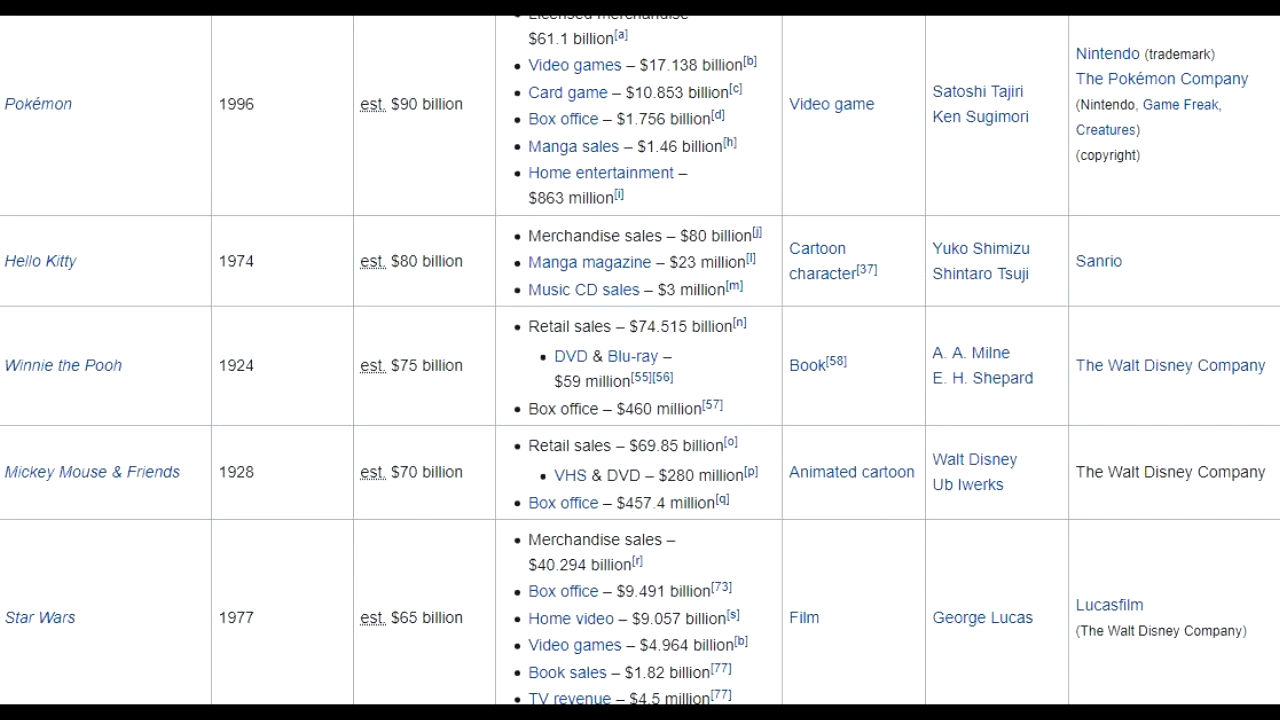 Licensed merchandise –
$61.1 billion[a]
• Video games – $17.138 billion[b]
• Card game – $10.853 billion[c]
• Box office – $1.756 billion[d]
• Manga sales – $1.46 billion[h]
• Home entertainment –
$863 million[i]
Pokémon
1996
est. $90 billion
Video game
Satoshi Tajiri
Ken Sugimori
Nintendo (trademark)
The Pokémon Company
(Nintendo, Game Freak,
Creatures)
(copyright)
Hello Kitty
1974
est. $80 billion
• Merchandise sales – $80 billion[j]
• Manga magazine – $23 million[l]
• Music CD sales – $3 million[m]
Cartoon
character[37]
Yuko Shimizu
Shintaro Tsuji
Sanrio
Winnie the Pooh
1924
est. $75 billion
• Retail sales – $74.515 billion[n]
• DVD & Blu-ray –
$59 million[55][56]
• Box office – $460 million[57]
Book[58]
A. A. Milne
E. H. Shepard
The Walt Disney Company
Mickey Mouse & Friends
1928
est. $70 billion
• Retail sales – $69.85 billion[o]
• VHS & DVD – $280 million[p]
• Box office – $457.4 million[q]
Animated cartoon
Walt Disney
Ub Iwerks
The Walt Disney Company
Star Wars
1977
est. $65 billion
• Merchandise sales –
$40.294 billion[r]
• Box office – $9.491 billion[73]
• Home video – $9.057 billion[s]
• Video games – $4.964 billion[b]
• Book sales – $1.82 billion[77]
• TV revenue – $4.5 million[77]
Film
George Lucas
Lucasfilm
(The Walt Disney Company)